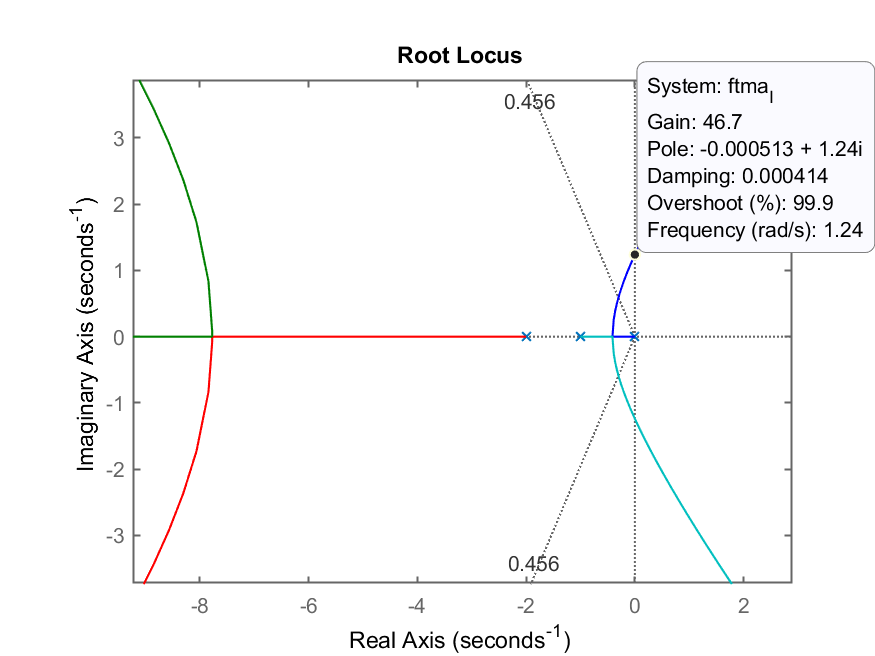 Root Locus
System: ftma_l
Gain: 46.7
Pole: -0.000513 + 1.24i
Damping: 0.000414
Overshoot (%): 99.9
Frequency (rad/s): 1.24
0.456
3
2
1
0
-1
-2
-3
Imaginary Axis (seconds⁻¹)
0.456
-8
-6
-4
-2
0
2
Real Axis (seconds⁻¹)